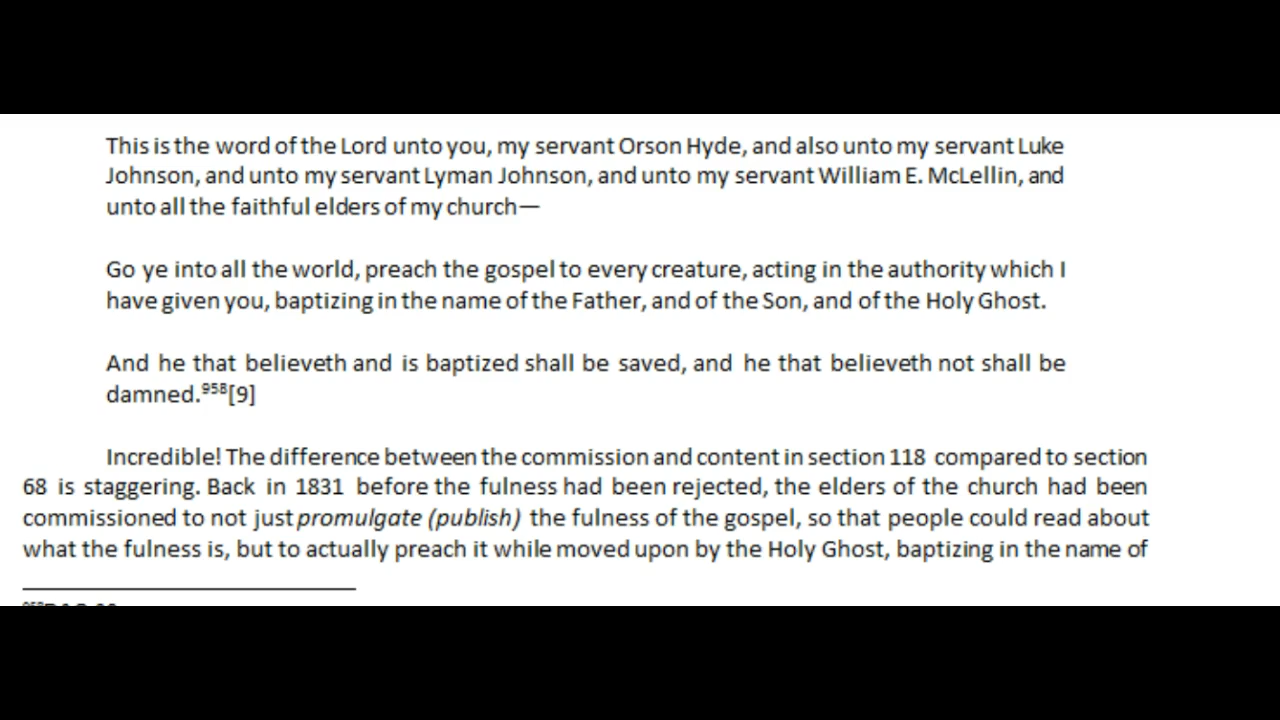 This is the word of the Lord unto you, my servant Orson Hyde, and also unto my servant Luke
Johnson, and unto my servant Lyman Johnson, and unto my servant William E. McLellin, and
unto all the faithful elders of my church—
Go ye into all the world, preach the gospel to every creature, acting in the authority which I
have given you, baptizing in the name of the Father, and of the Son, and of the Holy Ghost.
And he that believeth and is baptized shall be saved, and he that believeth not shall be
damned.⁹⁵⁸[9]
Incredible! The difference between the commission and content in section 118 compared to section
68 is staggering. Back in 1831 before the fulness had been rejected, the elders of the church had been
commissioned to not just promulgate (publish) the fulness of the gospel, so that people could read about
what the fulness is, but to actually preach it while moved upon by the Holy Ghost, baptizing in the name of